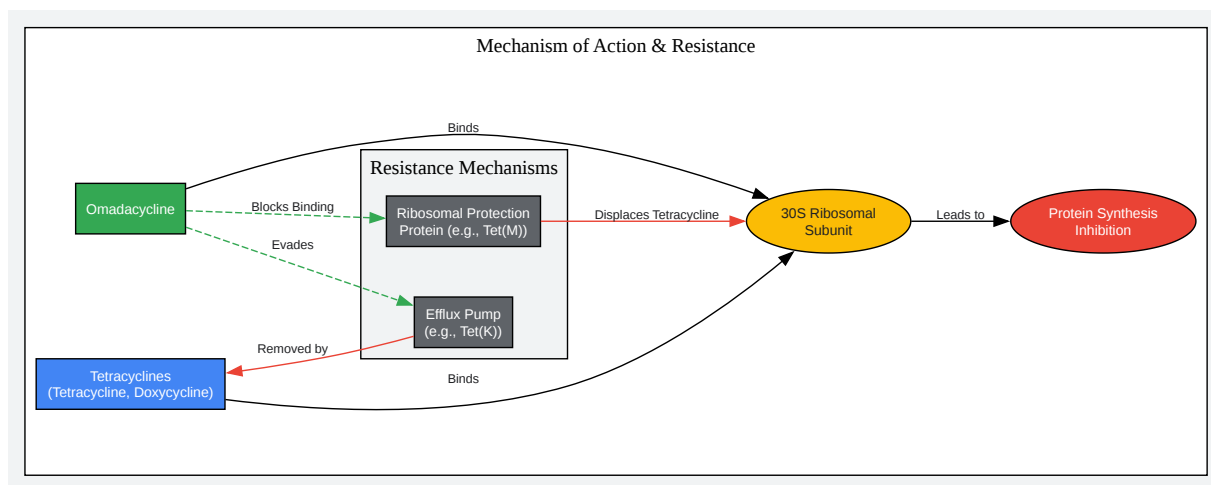 Mechanism of Action & Resistance
Binds
Resistance Mechanisms
Omadacycline
Blocks Binding
Ribosomal Protection
Protein (e.g., Tet(M))
Displaces Tetracycline
30S Ribosomal
Subunit
Leads to
Protein Synthesis
Inhibition
Evades
Efflux Pump
(e.g., Tet(K))
Removed by
Tetracyclines
(Tetracycline, Doxycycline)
Binds